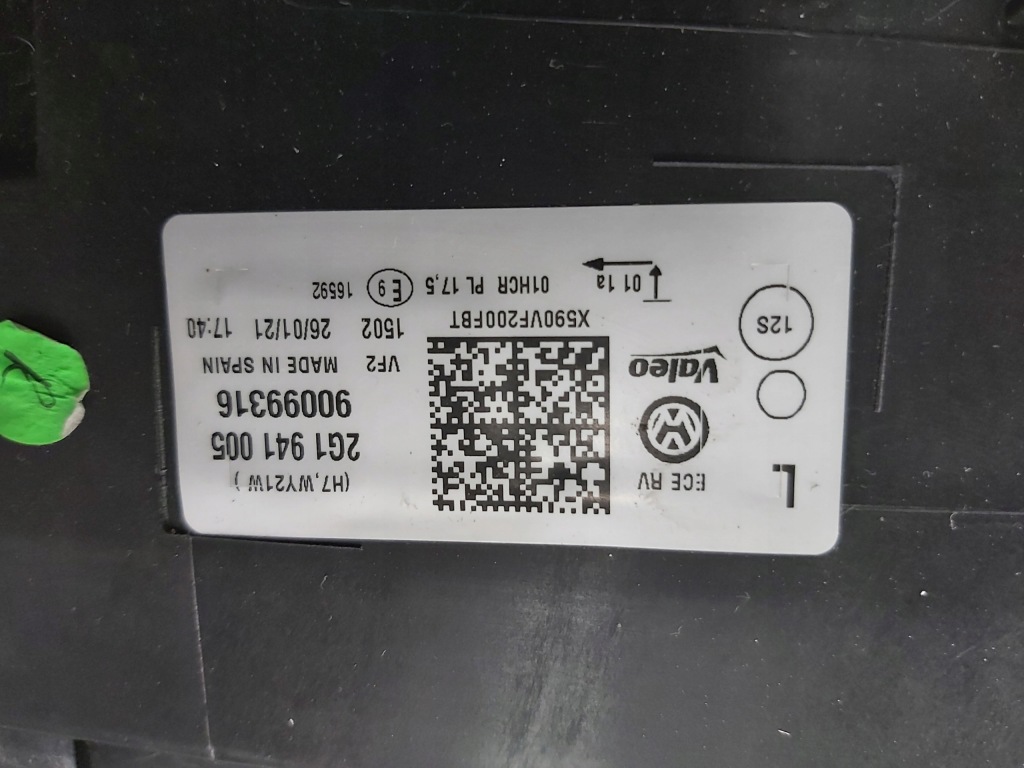 L
ECE RV
(H7,WY21W )
2G1 941 005
90099316
Valeo
VF2 MADE IN SPAIN
1502 26/01/21 17:40
12S
X590VF200FBT
01 1a
01HCR PL 17,5
E9
16592